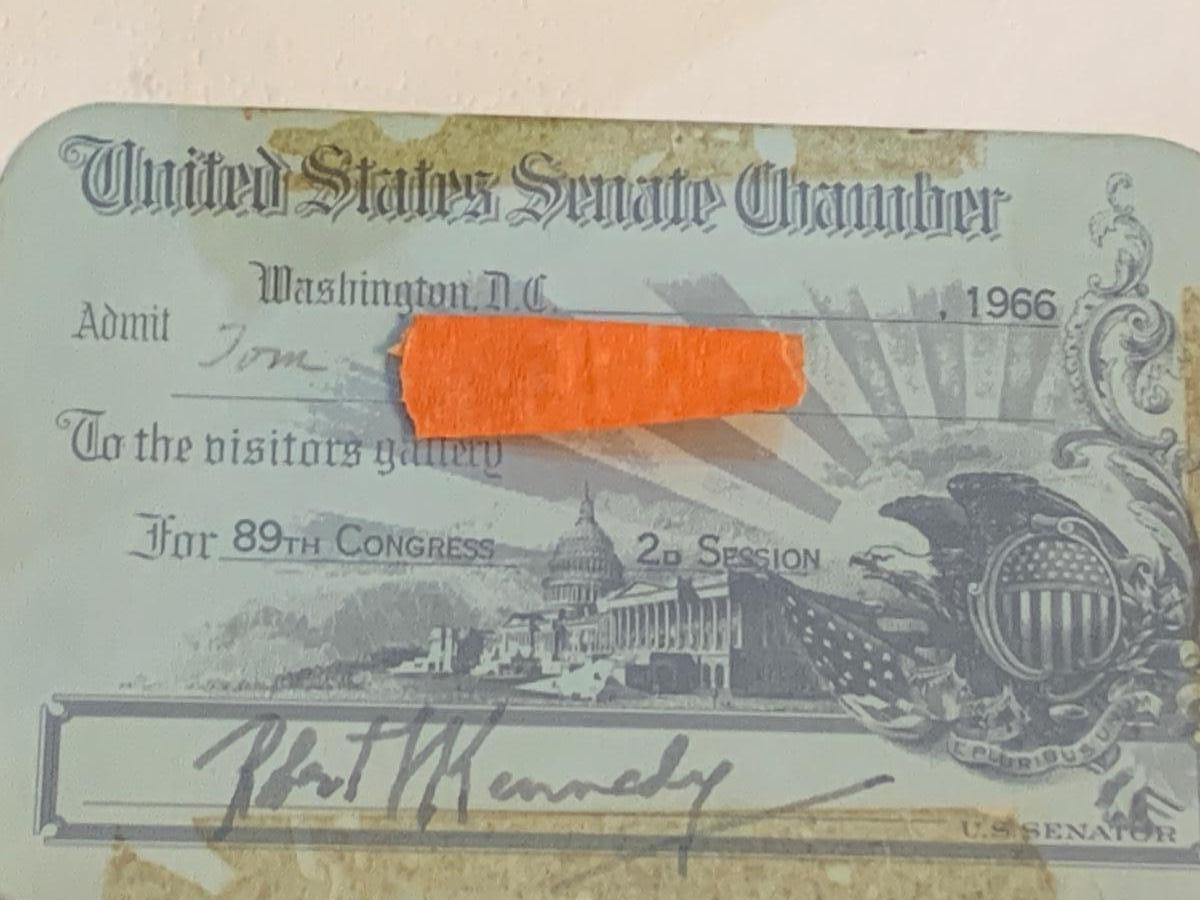 United States Senate Chamber
Washington, D.C. , 1966
Admit Tom
To the visitors gallery
For 89TH CONGRESS 2D SESSION
Robert F Kennedy
U.S. SENATOR
E PLURIBUS U